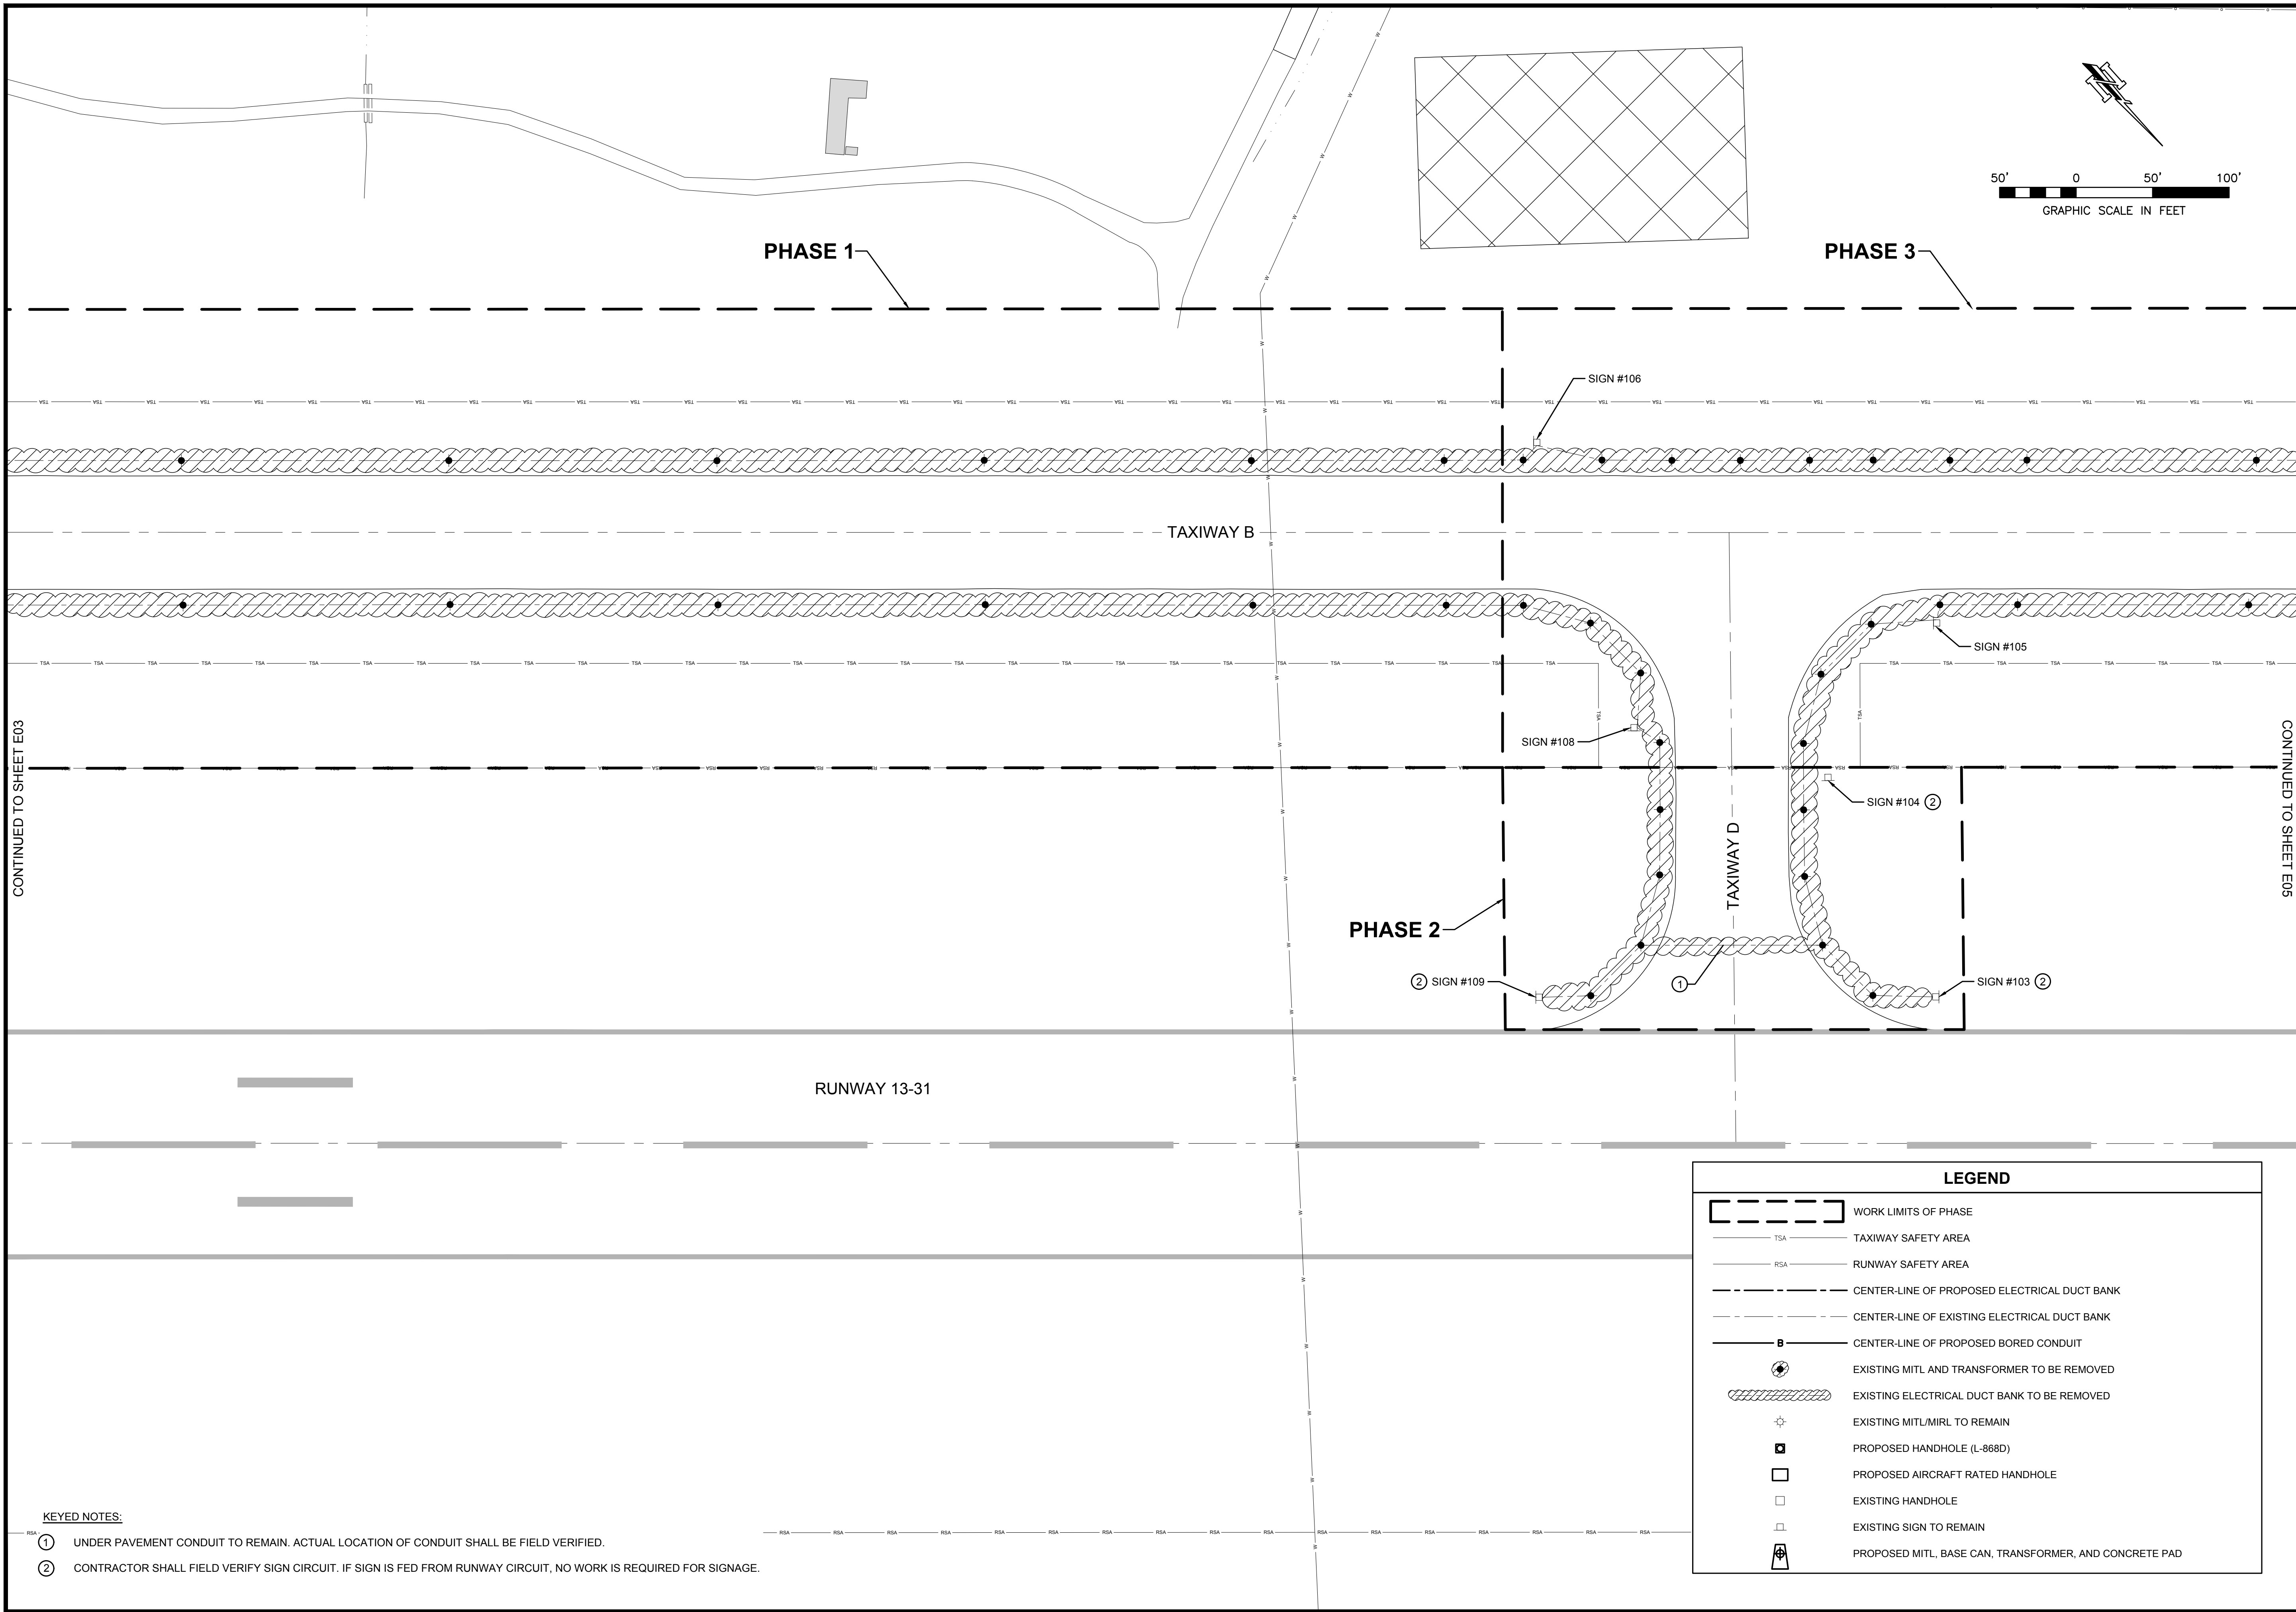 N
50' 0 50' 100'
GRAPHIC SCALE IN FEET
PHASE 1
PHASE 3
SIGN #106
TSA
W
TAXIWAY B
SIGN #105
SIGN #108
RSA
SIGN #104 2
CONTINUED TO SHEET E03
CONTINUED TO SHEET E05
TAXIWAY D
PHASE 2
2 SIGN #109
1
SIGN #103 2
RUNWAY 13-31
LEGEND
WORK LIMITS OF PHASE
TSA TAXIWAY SAFETY AREA
RSA RUNWAY SAFETY AREA
CENTER-LINE OF PROPOSED ELECTRICAL DUCT BANK
CENTER-LINE OF EXISTING ELECTRICAL DUCT BANK
B CENTER-LINE OF PROPOSED BORED CONDUIT
EXISTING MITL AND TRANSFORMER TO BE REMOVED
EXISTING ELECTRICAL DUCT BANK TO BE REMOVED
EXISTING MITL/MIRL TO REMAIN
PROPOSED HANDHOLE (L-868D)
PROPOSED AIRCRAFT RATED HANDHOLE
EXISTING HANDHOLE
EXISTING SIGN TO REMAIN
PROPOSED MITL, BASE CAN, TRANSFORMER, AND CONCRETE PAD
KEYED NOTES:
1 UNDER PAVEMENT CONDUIT TO REMAIN. ACTUAL LOCATION OF CONDUIT SHALL BE FIELD VERIFIED.
2 CONTRACTOR SHALL FIELD VERIFY SIGN CIRCUIT. IF SIGN IS FED FROM RUNWAY CIRCUIT, NO WORK IS REQUIRED FOR SIGNAGE.